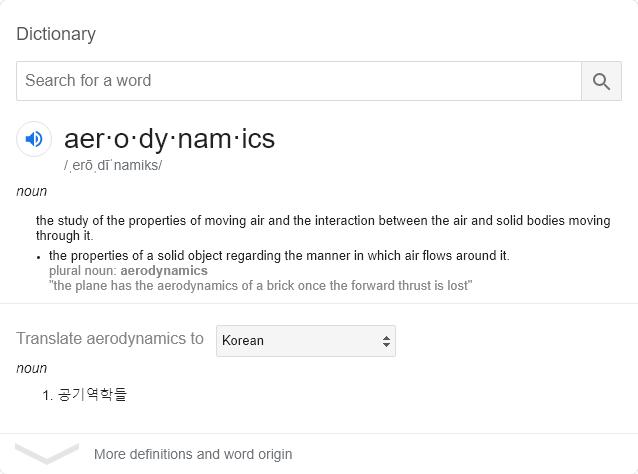 Dictionary
Search for a word
aer·o·dy·nam·ics
/ˌerōˌdīˈnamiks/
noun
the study of the properties of moving air and the interaction between the air and solid bodies moving
through it.
• the properties of a solid object regarding the manner in which air flows around it.
plural noun: aerodynamics
"the plane has the aerodynamics of a brick once the forward thrust is lost"
Translate aerodynamics to Korean
noun
1. 공기역학들
More definitions and word origin